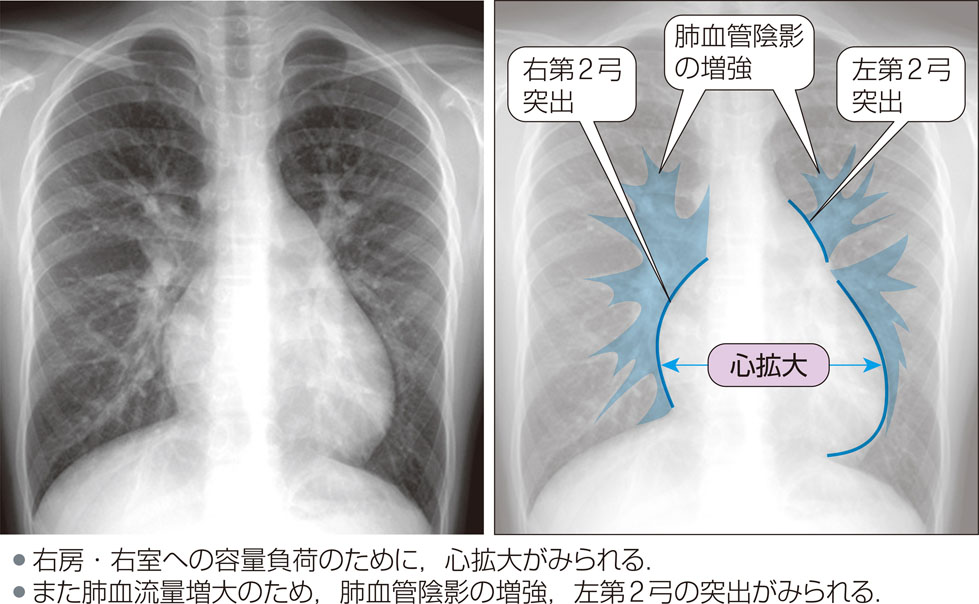 右第2弓
突出
肺血管陰影
の増強
左第2弓
突出
心拡大
● 右房・右室への容量負荷のために，心拡大がみられる．
● また肺血流量増大のため，肺血管陰影の増強，左第2弓の突出がみられる．